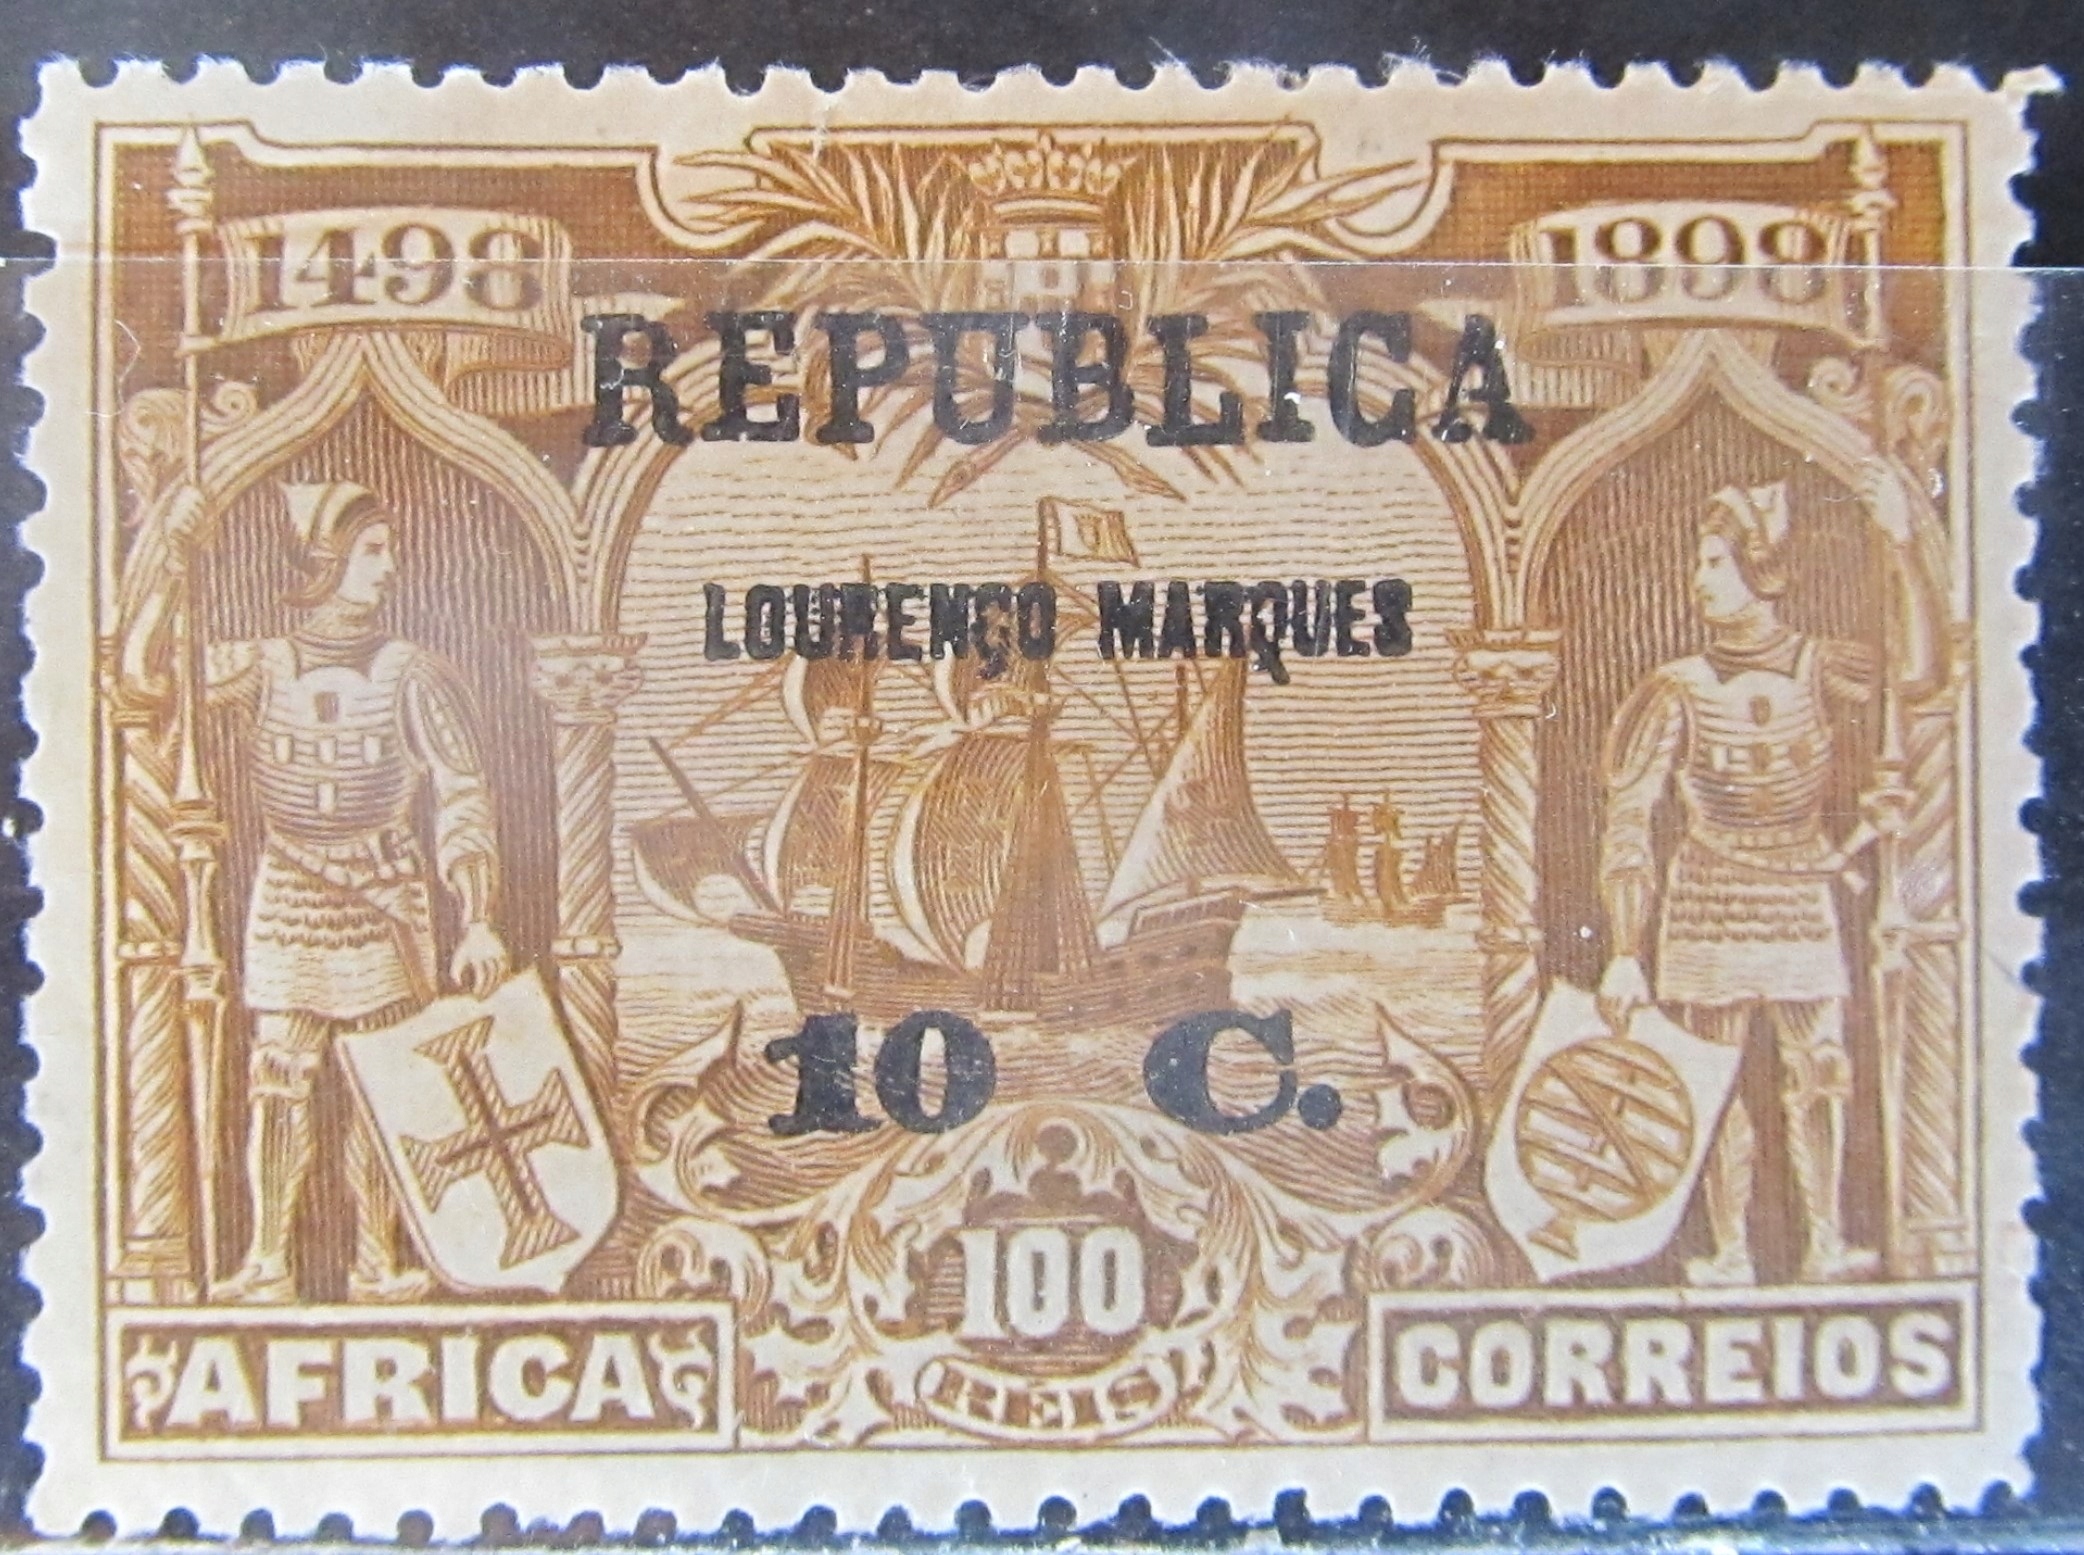 1498 1898
REPUBLICA
LOURENÇO MARQUES
10 C.
100
REIS
AFRICA CORREIOS